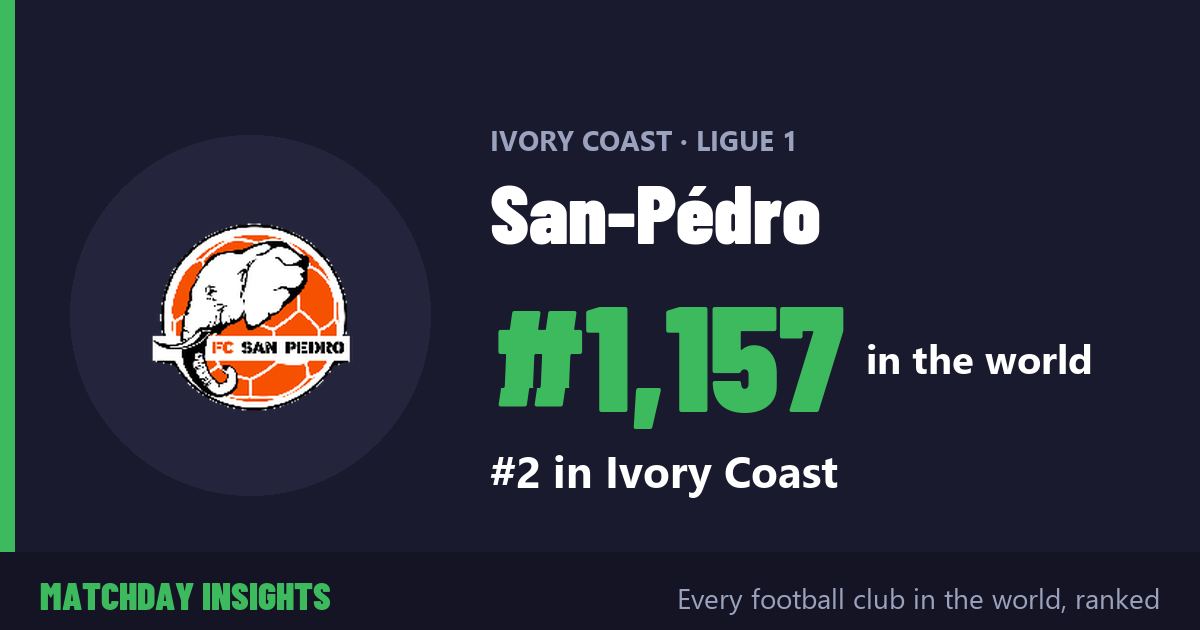 IVORY COAST · LIGUE 1
San-Pédro
FC SAN PEDRO
#1,157 in the world
#2 in Ivory Coast
MATCHDAY INSIGHTS
Every football club in the world, ranked